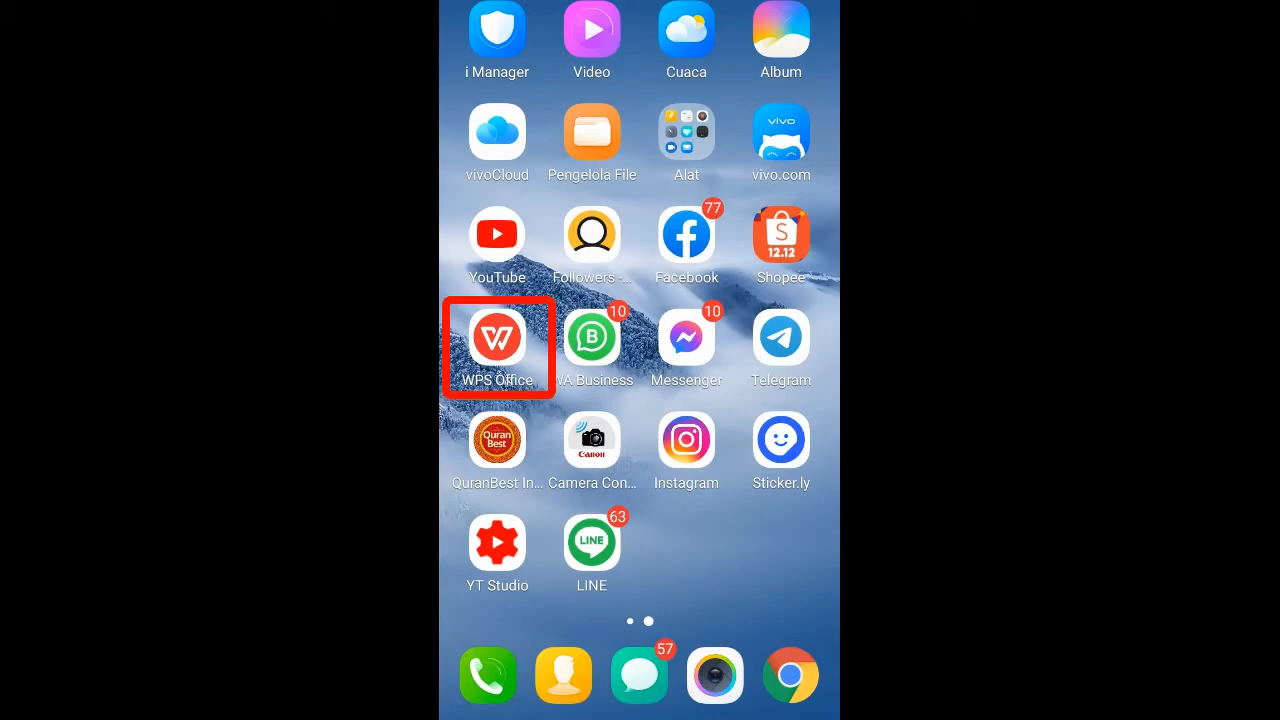 i Manager
Video
Cuaca
Album
vivo
vivoCloud
Pengelola File
Alat
vivo.com
77
S
12.12
YouTube
Followers -...
Facebook
Shopee
10
10
W
B
WPS Office
WA Business
Messenger
Telegram
Quran
Best
Canon
QuranBest In...
Camera Con...
Instagram
Sticker.ly
63
LINE
YT Studio
LINE
57